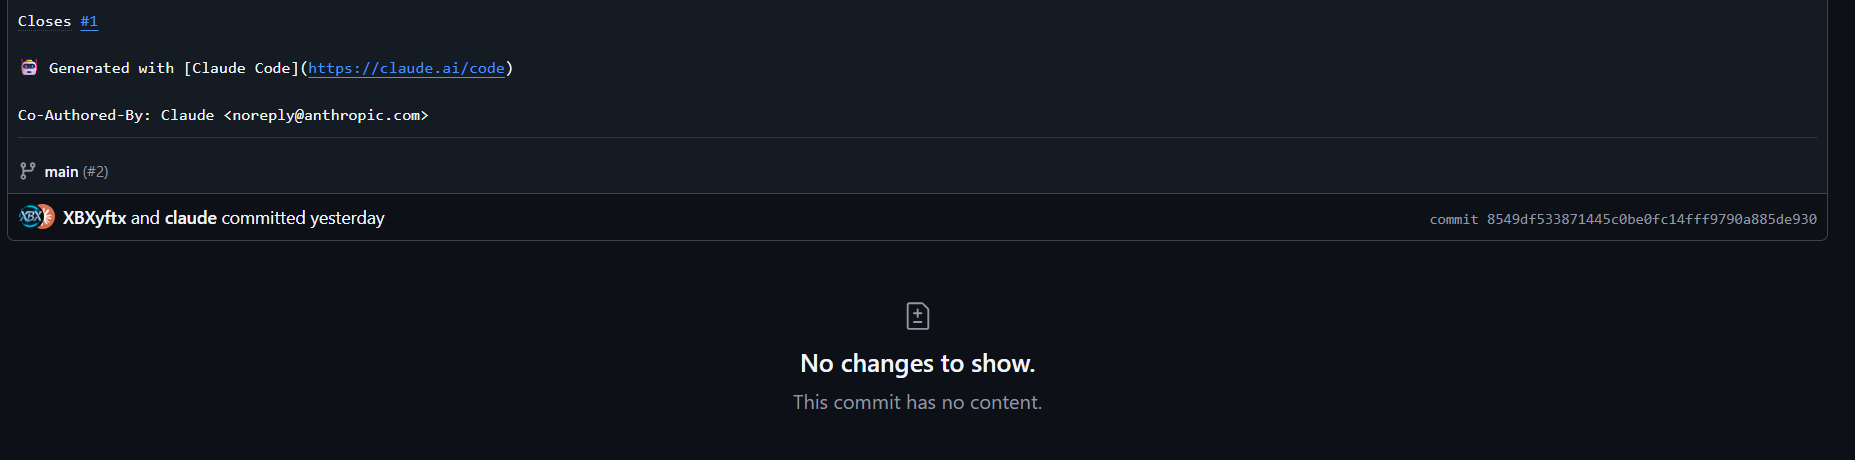 Closes #1
🤖 Generated with [Claude Code](https://claude.ai/code)
Co-Authored-By: Claude <noreply@anthropic.com>
main (#2)
XBX XBXyftx and claude committed yesterday
commit 8549df533871445c0be0fc14fff9790a885de930
No changes to show.
This commit has no content.